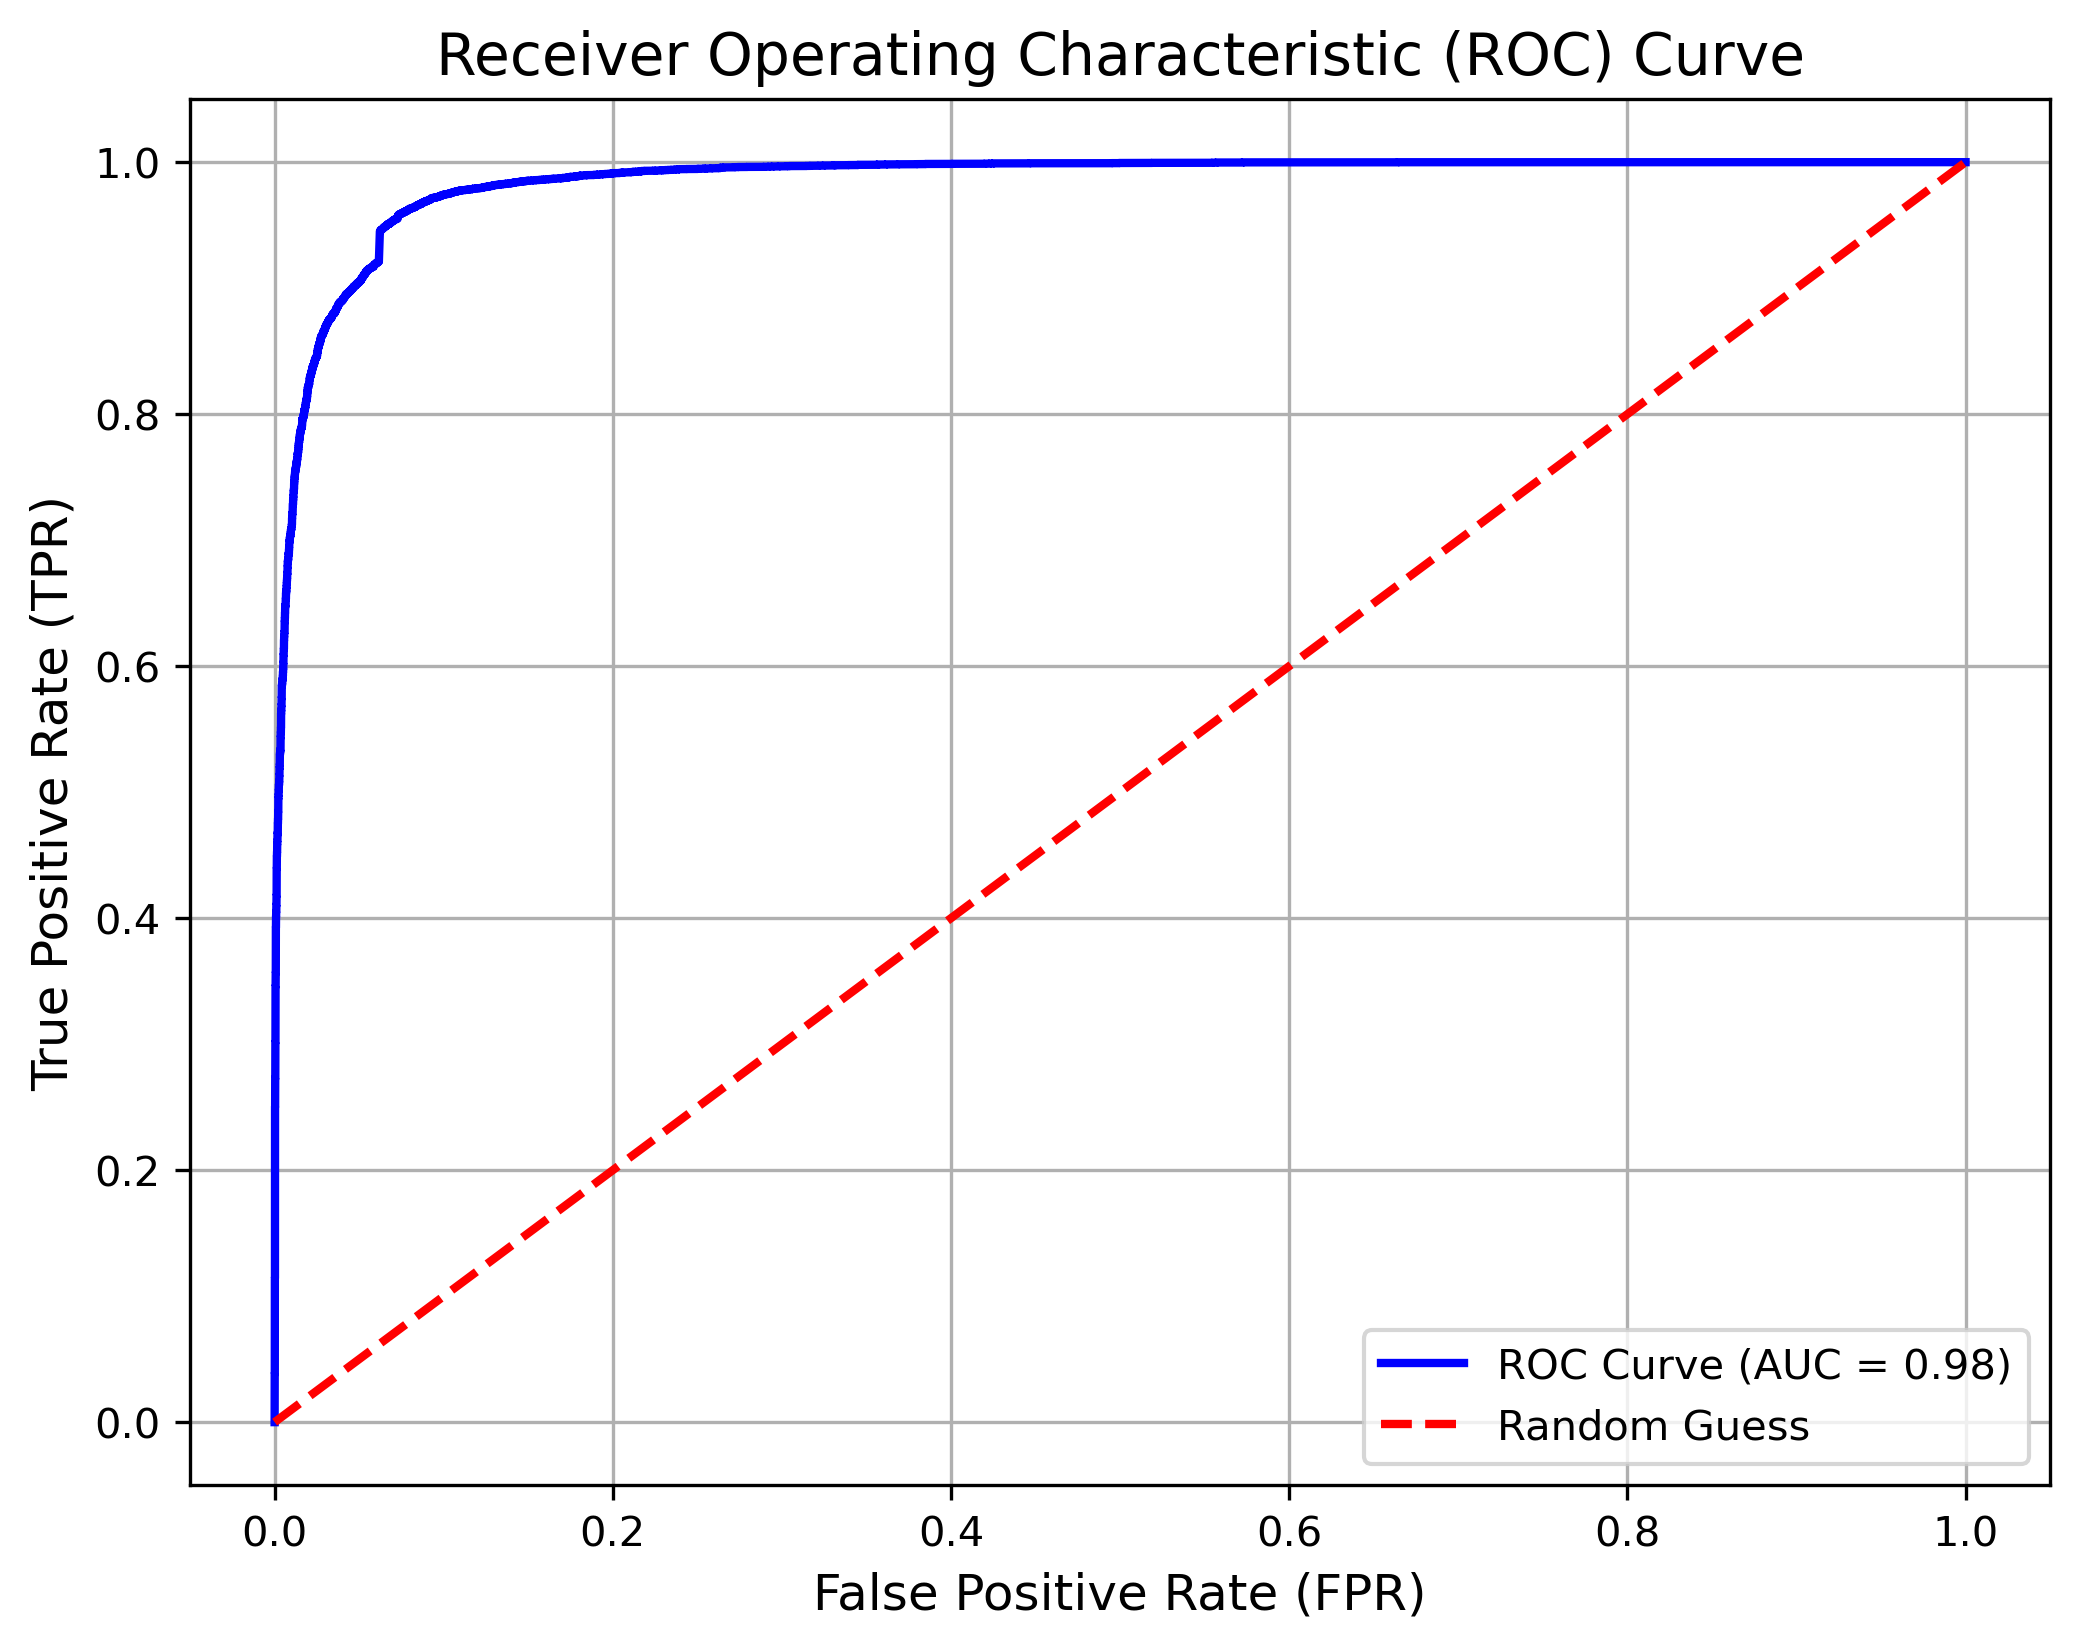 Receiver Operating Characteristic (ROC) Curve
1.0
0.8
0.6
0.4
0.2
0.0
True Positive Rate (TPR)
ROC Curve (AUC = 0.98)
Random Guess
0.0 0.2 0.4 0.6 0.8 1.0
False Positive Rate (FPR)